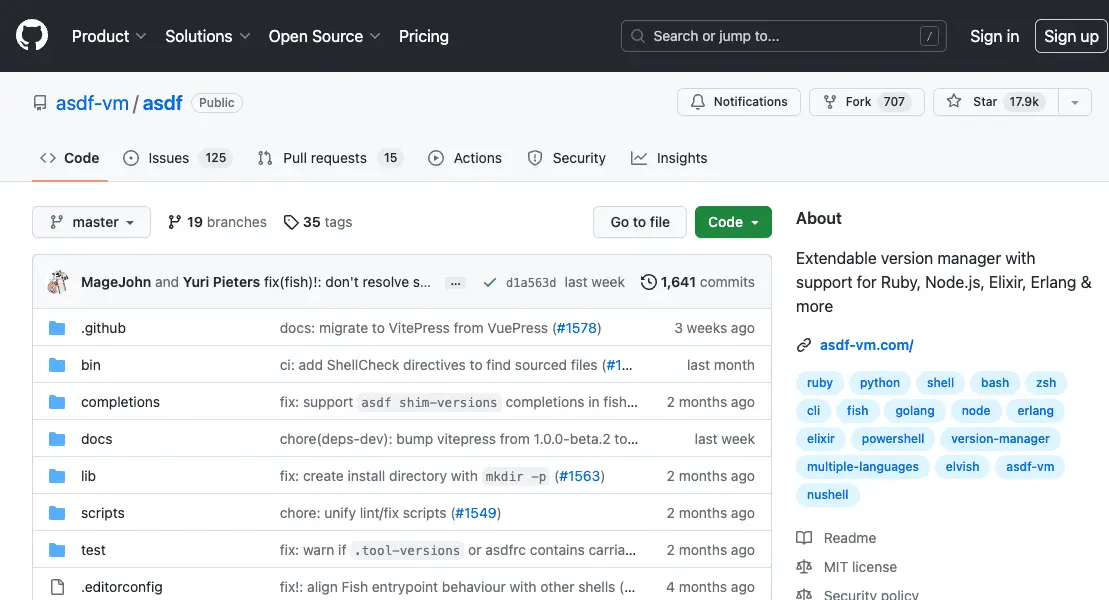 Product Solutions Open Source Pricing Search or jump to... / Sign in Sign up
asdf-vm / asdf Public Notifications Fork 707 Star 17.9k
Code Issues 125 Pull requests 15 Actions Security Insights
master 19 branches 35 tags Go to file Code
MageJohn and Yuri Pieters fix(fish)!: don't resolve s... ... d1a563d last week 1,641 commits
.github docs: migrate to VitePress from VuePress (#1578) 3 weeks ago
bin ci: add ShellCheck directives to find sourced files (#1... last month
completions fix: support asdf shim-versions completions in fish... 2 months ago
docs chore(deps-dev): bump vitepress from 1.0.0-beta.2 to... last week
lib fix: create install directory with mkdir -p (#1563) 2 months ago
scripts chore: unify lint/fix scripts (#1549) 2 months ago
test fix: warn if .tool-versions or asdfrc contains carria... 2 months ago
.editorconfig fix!: align Fish entrypoint behaviour with other shells (... 4 months ago
About
Extendable version manager with
support for Ruby, Node.js, Elixir, Erlang &
more
asdf-vm.com/
ruby python shell bash zsh
cli fish golang node erlang
elixir powershell version-manager
multiple-languages elvish asdf-vm
nushell
Readme
MIT license
Security policy